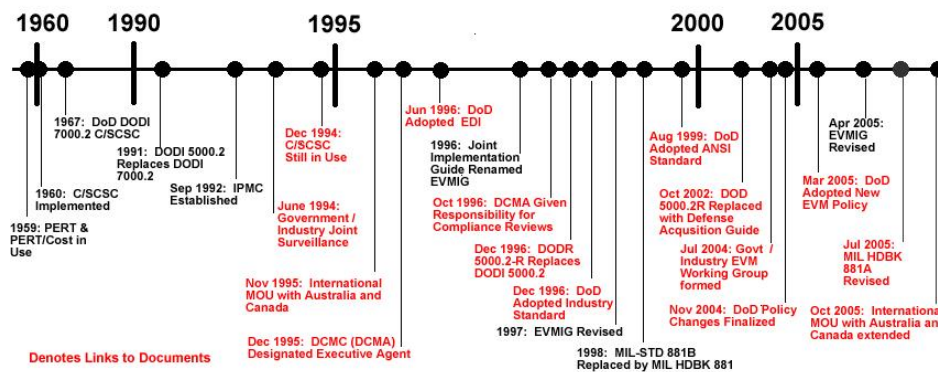 1960
1990
1995
2000
2005
1959: PERT &
PERT/Cost in
Use
1960: C/SCSC
Implemented
1967: DoD DODI
7000.2 C/SCSC
1991: DODI 5000.2
Replaces DODI
7000.2
Sep 1992: IPMC
Established
June 1994:
Government /
Industry Joint
Surveillance
Dec 1994:
C/SCSC
Still in Use
Nov 1995: International
MOU with Australia and
Canada
Dec 1995: DCMC (DCMA)
Designated Executive Agent
Jun 1996: DoD
Adopted EDI
1996: Joint
Implementation
Guide Renamed
EVMIG
Oct 1996: DCMA Given
Responsibility for
Compliance Reviews
Dec 1996: DODR
5000.2-R Replaces
DODI 5000.2
Dec 1996: DoD
Adopted Industry
Standard
1997: EVMIG Revised
1998: MIL-STD 881B
Replaced by MIL HDBK 881
Aug 1999: DoD
Adopted ANSI
Standard
Oct 2002: DOD
5000.2R Replaced
with Defense
Acqusition Guide
Jul 2004: Govt /
Industry EVM
Working Group
formed
Nov 2004: DoD Policy
Changes Finalized
Mar 2005: DoD
Adopted New
EVM Policy
Apr 2005:
EVMIG
Revised
Jul 2005:
MIL HDBK
881A
Revised
Oct 2005: Internationa
MOU with Australia an
Canada extended
Denotes Links to Documents